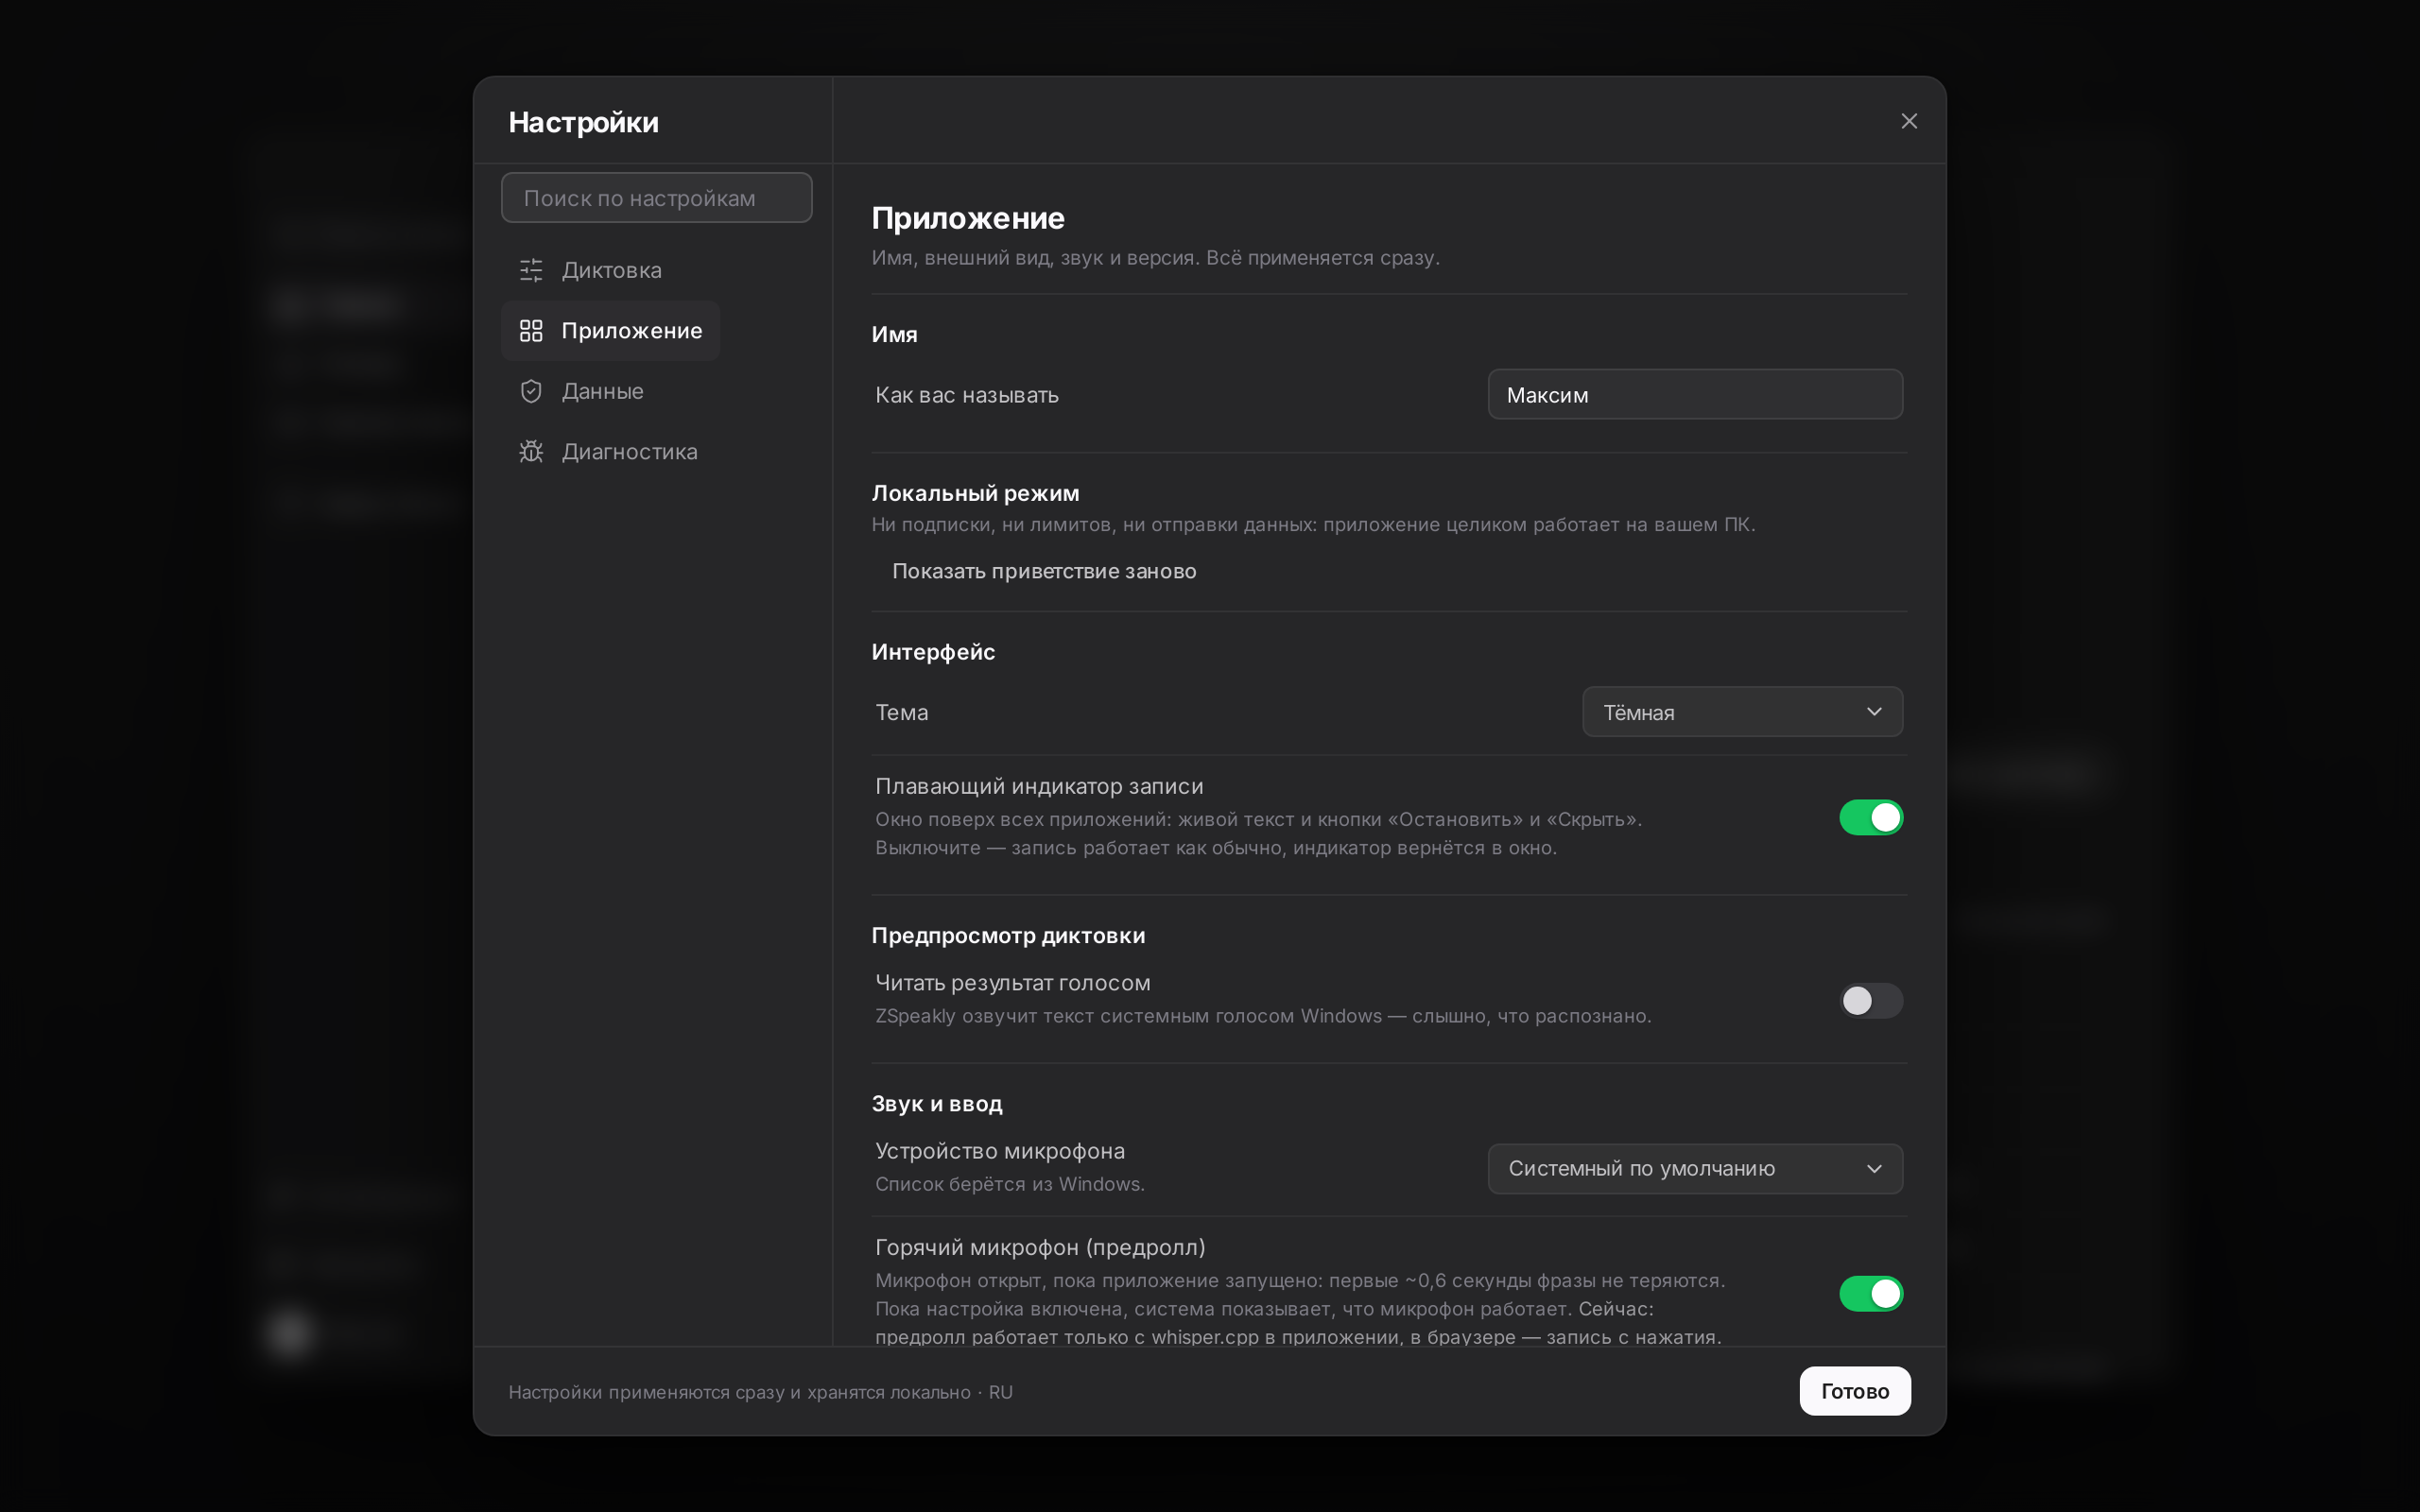 Настройки
Поиск по настройкам
Диктовка
Приложение
Данные
Диагностика
Приложение
Имя, внешний вид, звук и версия. Всё применяется сразу.
Имя
Как вас называть
Максим
Локальный режим
Ни подписки, ни лимитов, ни отправки данных: приложение целиком работает на вашем ПК.
Показать приветствие заново
Интерфейс
Тема
Тёмная
Плавающий индикатор записи
Окно поверх всех приложений: живой текст и кнопки «Остановить» и «Скрыть».
Выключите — запись работает как обычно, индикатор вернётся в окно.
Предпросмотр диктовки
Читать результат голосом
ZSpeakly озвучит текст системным голосом Windows — слышно, что распознано.
Звук и ввод
Устройство микрофона
Список берётся из Windows.
Системный по умолчанию
Горячий микрофон (предролл)
Микрофон открыт, пока приложение запущено: первые ~0,6 секунды фразы не теряются.
Пока настройка включена, система показывает, что микрофон работает. Сейчас:
предролл работает только с whisper.cpp в приложении, в браузере — запись с нажатия.
Настройки применяются сразу и хранятся локально · RU
Готово